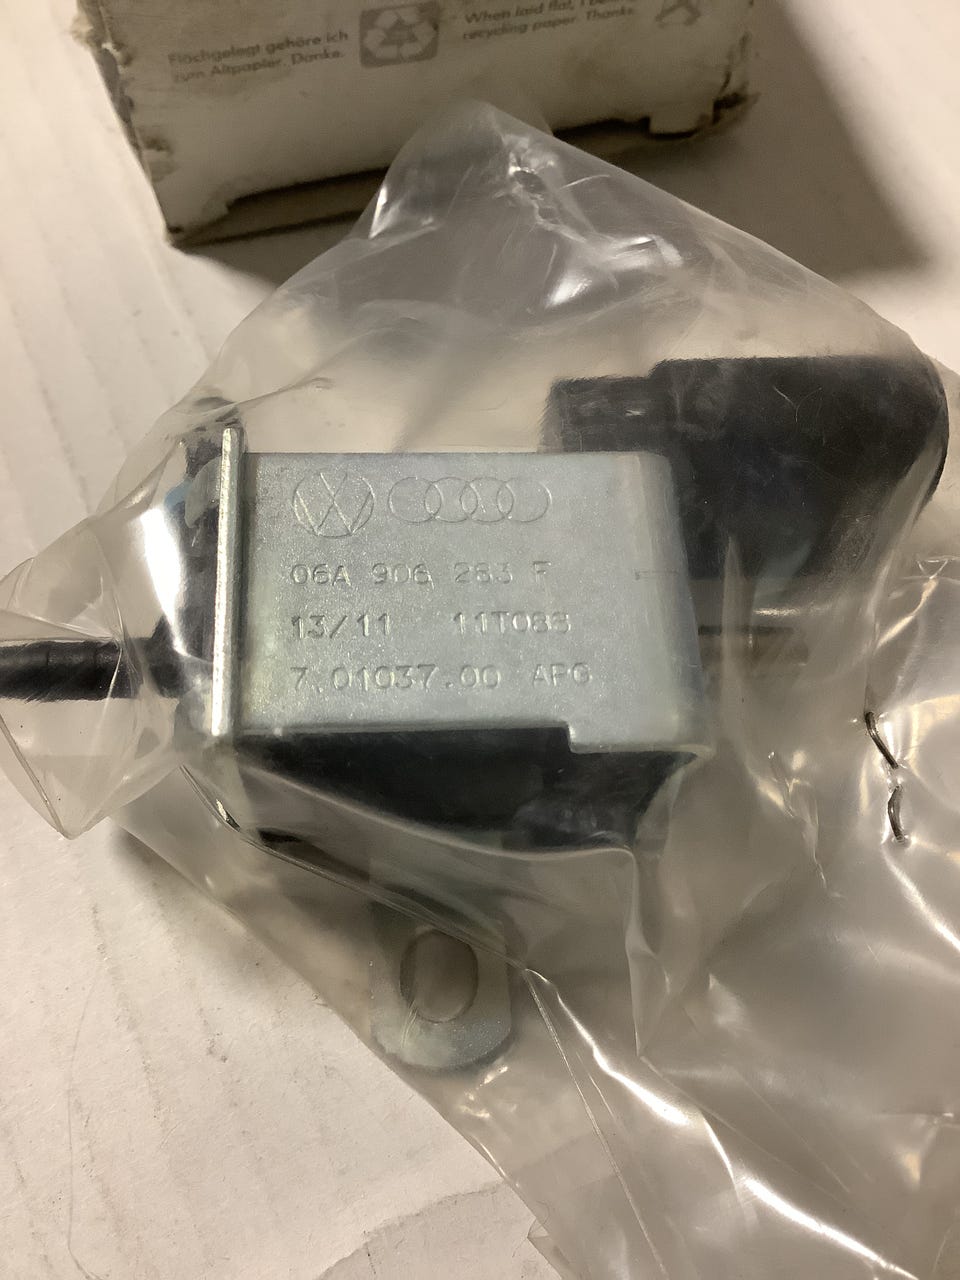 Flachgelegt gehöre ich
zum Altpapier. Danke.
When laid flat, I
recycling paper. Thanks.
06A 906 283 F
13/11 11T088
7.01037.00 APG